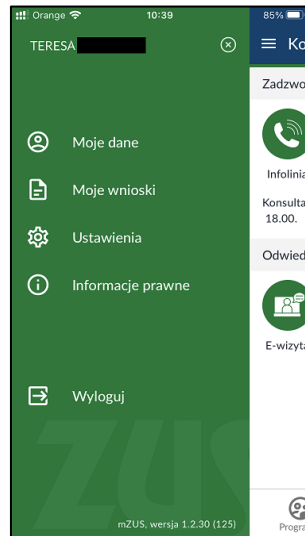 Orange 10:39 85%
TERESA
Moje dane
Moje wnioski
Ustawienia
Informacje prawne
Wyloguj
ZUS
mZUS, wersja 1.2.30 (125)
Ko
Zadzwo
Infolinia
Konsulta
18.00.
Odwied
E-wizyta
Progra